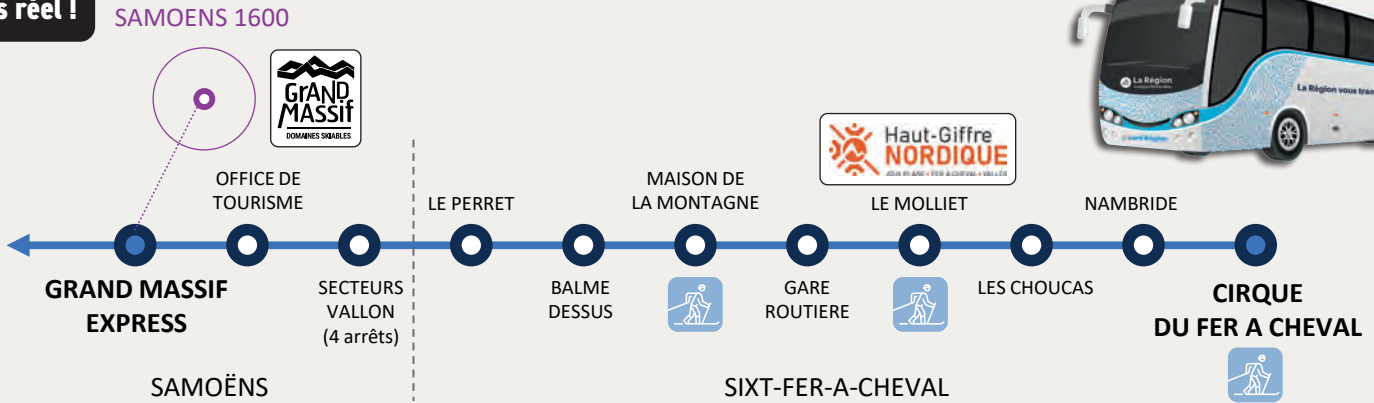 s réel !
SAMOENS 1600
GRAND
MASSIF
DOMAINES SKIABLES
La Région
La Région vous tran
Haut-Giffre
NORDIQUE
OFFICE DE
TOURISME
LE PERRET
MAISON DE
LA MONTAGNE
LE MOLLIET
NAMBRIDE
GRAND MASSIF
EXPRESS
SECTEURS
VALLON
(4 arrêts)
BALME
DESSUS
GARE
ROUTIERE
LES CHOUCAS
CIRQUE
DU FER A CHEVAL
SAMOËNS
SIXT-FER-A-CHEVAL